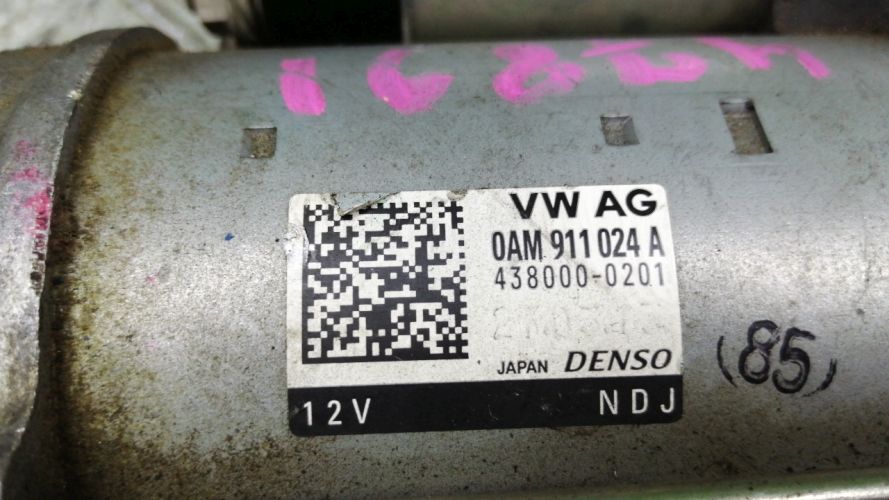 VW AG
0AM 911 024 A
438000-0201
JAPAN DENSO
12V NDJ
(85)